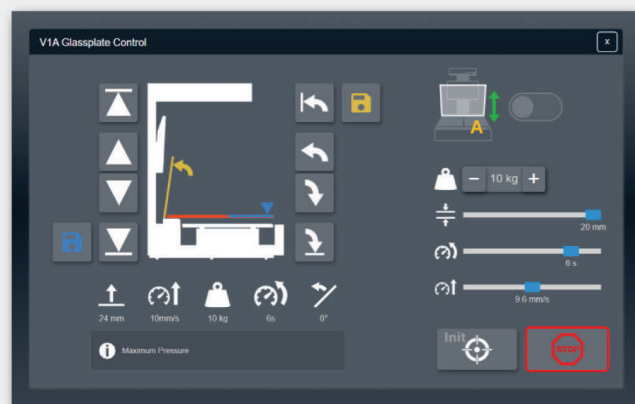 V1A Glassplate Control
x
A
10 kg
20 mm
6 s
9.6 mm/s
24 mm
10mm/s
10 kg
6s
0°
Maximum Pressure
Init
STOP